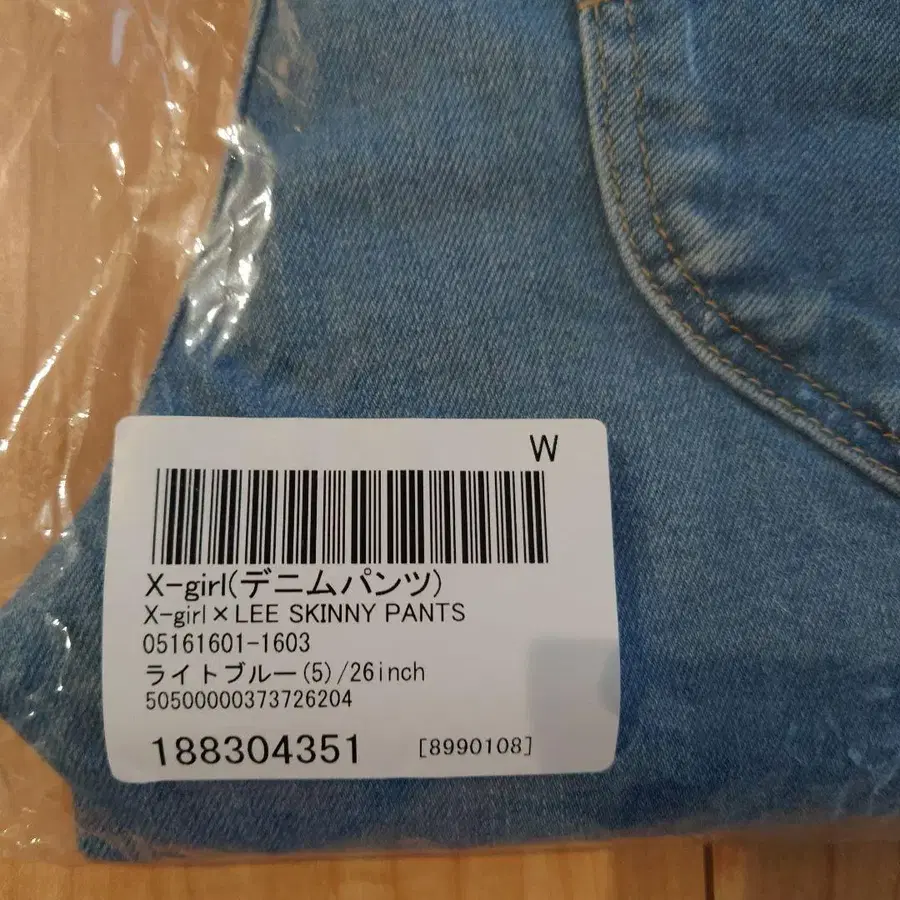 W
X-girl(デニムパンツ)
X-girl×LEE SKINNY PANTS
05161601-1603
ライトブルー(5)/26inch
50500000373726204
188304351 [8990108]